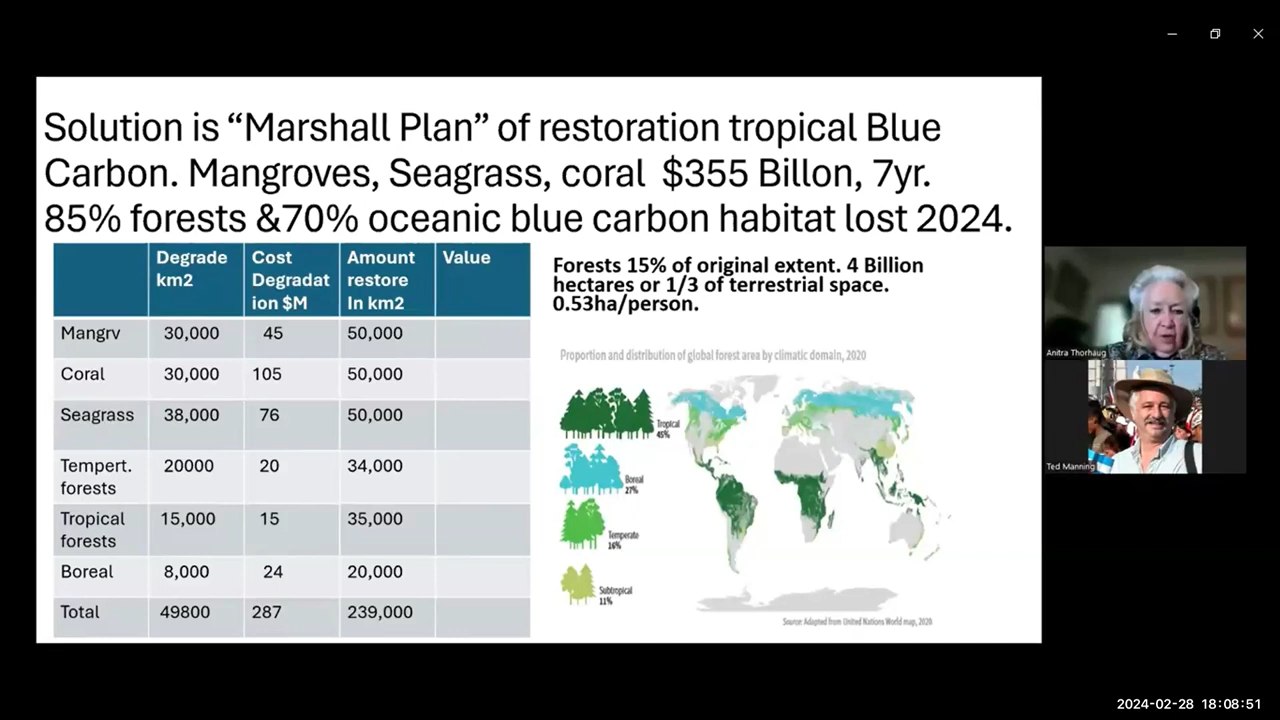 Solution is “Marshall Plan” of restoration tropical Blue
Carbon. Mangroves, Seagrass, coral $355 Billon, 7yr.
85% forests &70% oceanic blue carbon habitat lost 2024.
Degrade km2 Cost Degradat ion $M Amount restore In km2 Value
Mangrv 30,000 45 50,000
Coral 30,000 105 50,000
Seagrass 38,000 76 50,000
Tempert. forests 20000 20 34,000
Tropical forests 15,000 15 35,000
Boreal 8,000 24 20,000
Total 49800 287 239,000
Forests 15% of original extent. 4 Billion
hectares or 1/3 of terrestrial space.
0.53ha/person.
Proportion and distribution of global forest area by climatic domain, 2020
Tropical
45%
Boreal
27%
Temperate
16%
Subtropical
11%
Source: Adapted from United Nations World map, 2020
Anitra Thorhaug
Ted Manning
2024-02-28 18:08:51